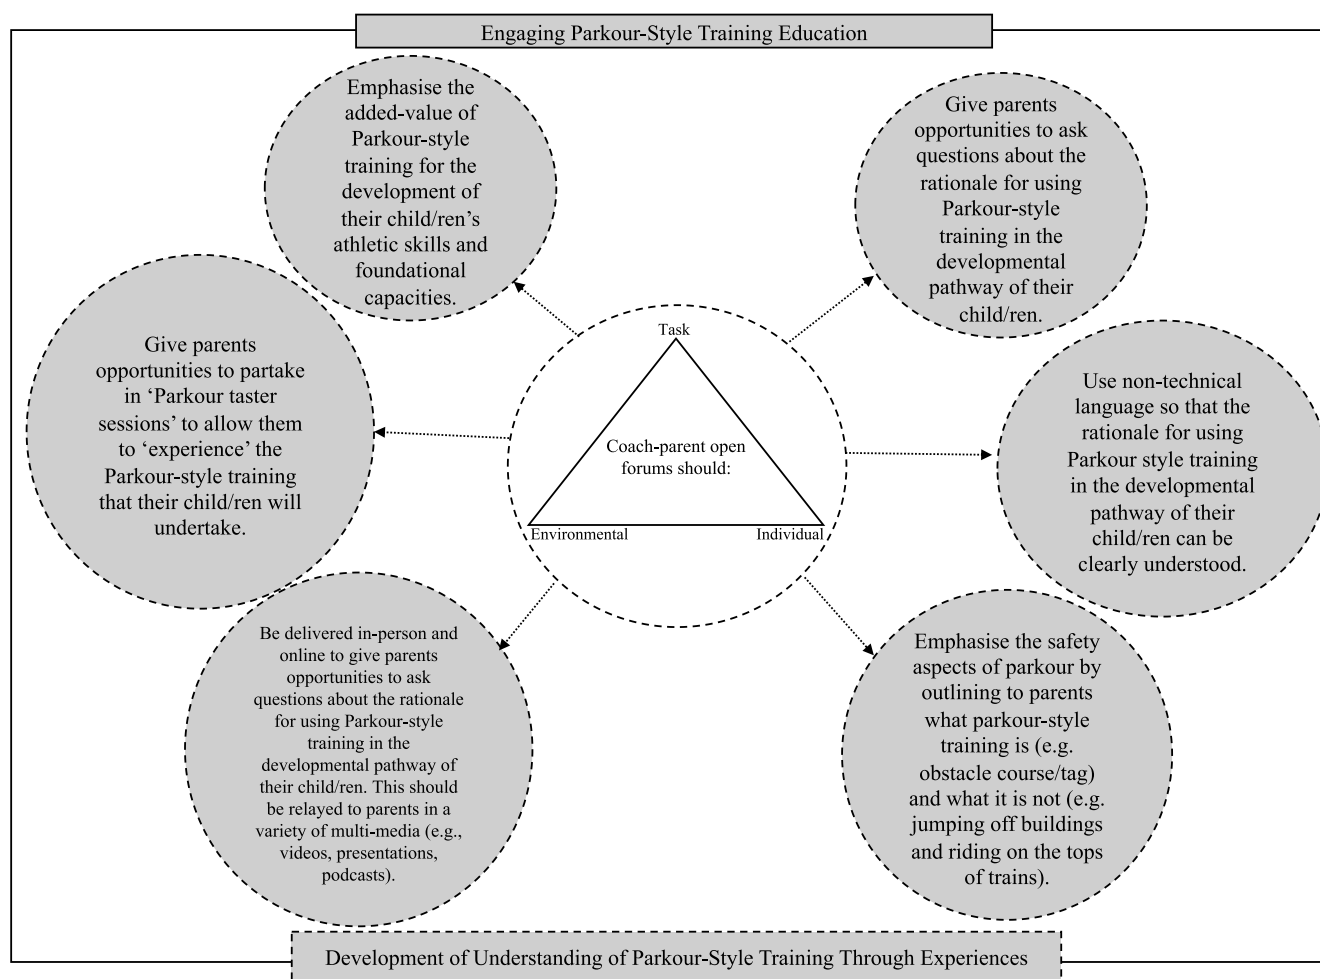 Engaging Parkour-Style Training Education
Emphasise the
added-value of
Parkour-style
training for the
development of
their child/ren’s
athletic skills and
foundational
capacities.
Give parents
opportunities to ask
questions about the
rationale for using
Parkour-style
training in the
developmental
pathway of their
child/ren.
Give parents
opportunities to partake
in ‘Parkour taster
sessions’ to allow them
to ‘experience’ the
Parkour-style training
that their child/ren will
undertake.
Task
Coach-parent open
forums should:
Environmental
Individual
Use non-technical
language so that the
rationale for using
Parkour style training
in the developmental
pathway of their
child/ren can be
clearly understood.
Be delivered in-person and
online to give parents
opportunities to ask
questions about the rationale
for using Parkour-style
training in the
developmental pathway of
their child/ren. This should
be relayed to parents in a
variety of multi-media (e.g.,
videos, presentations,
podcasts).
Emphasise the safety
aspects of parkour by
outlining to parents
what parkour-style
training is (e.g.
obstacle course/tag)
and what it is not (e.g.
jumping off buildings
and riding on the tops
of trains).
Development of Understanding of Parkour-Style Training Through Experiences